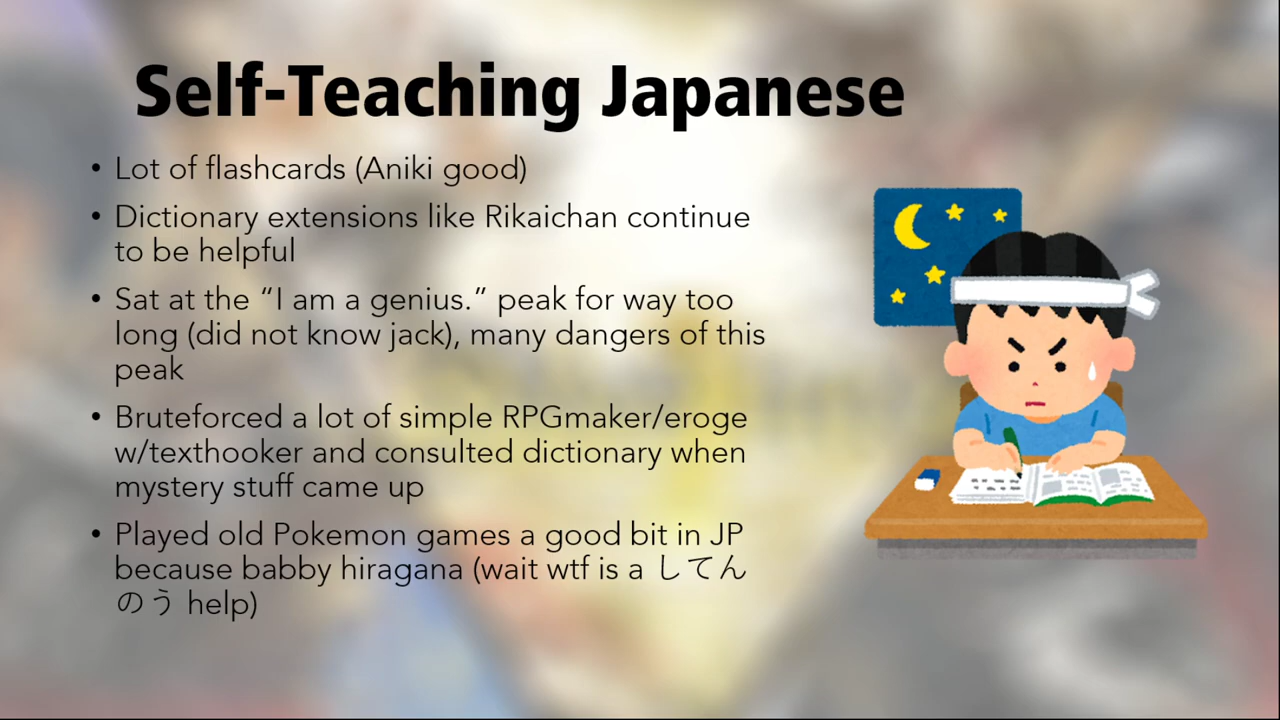 Self-Teaching Japanese
• Lot of flashcards (Aniki good)
• Dictionary extensions like Rikaichan continue
to be helpful
• Sat at the “I am a genius.” peak for way too
long (did not know jack), many dangers of this
peak
• Bruteforced a lot of simple RPGmaker/eroge
w/texthooker and consulted dictionary when
mystery stuff came up
• Played old Pokemon games a good bit in JP
because babby hiragana (wait wtf is a してん
のう help)